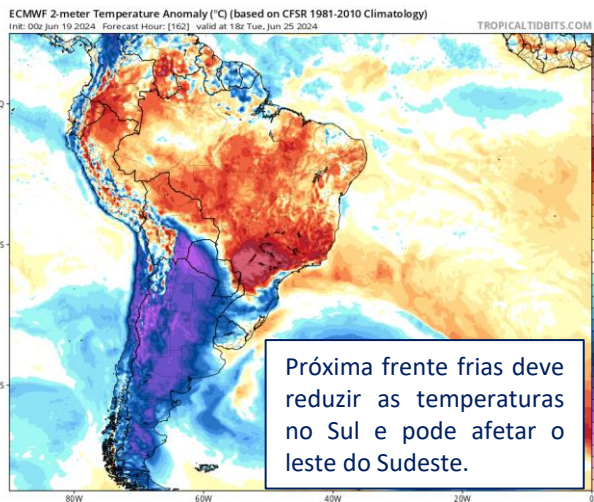 ECMWF 2-meter Temperature Anomaly (°C) (based on CFSR 1981-2010 Climatology)
Init: 00z Jun 19 2024 Forecast Hour: [162] valid at 18z Tue, Jun 25 2024 TROPICALTIDBITS.COM
Próxima frente frias deve
reduzir as temperaturas
no Sul e pode afetar o
leste do Sudeste.
80W 60W 40W 20W